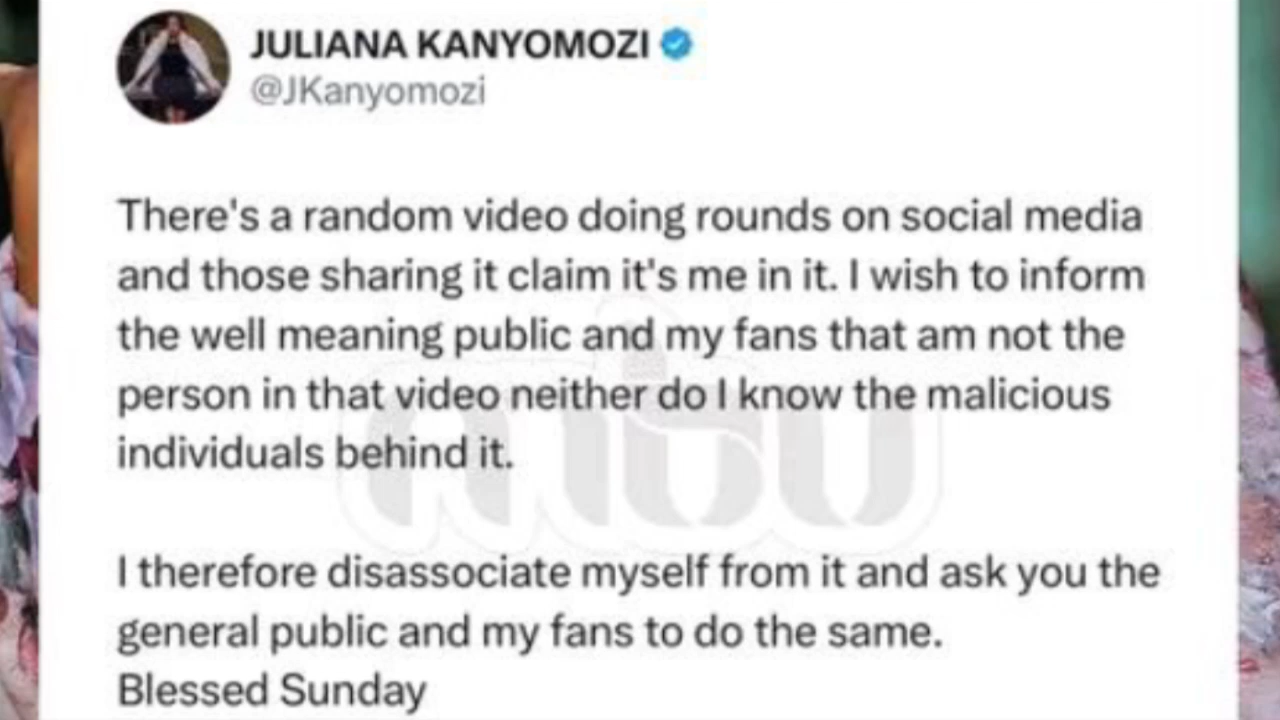 JULIANA KANYOMOZI
@JKanyomozi
There's a random video doing rounds on social media
and those sharing it claim it's me in it. I wish to inform
the well meaning public and my fans that am not the
person in that video neither do I know the malicious
individuals behind it.
I therefore disassociate myself from it and ask you the
general public and my fans to do the same.
Blessed Sunday